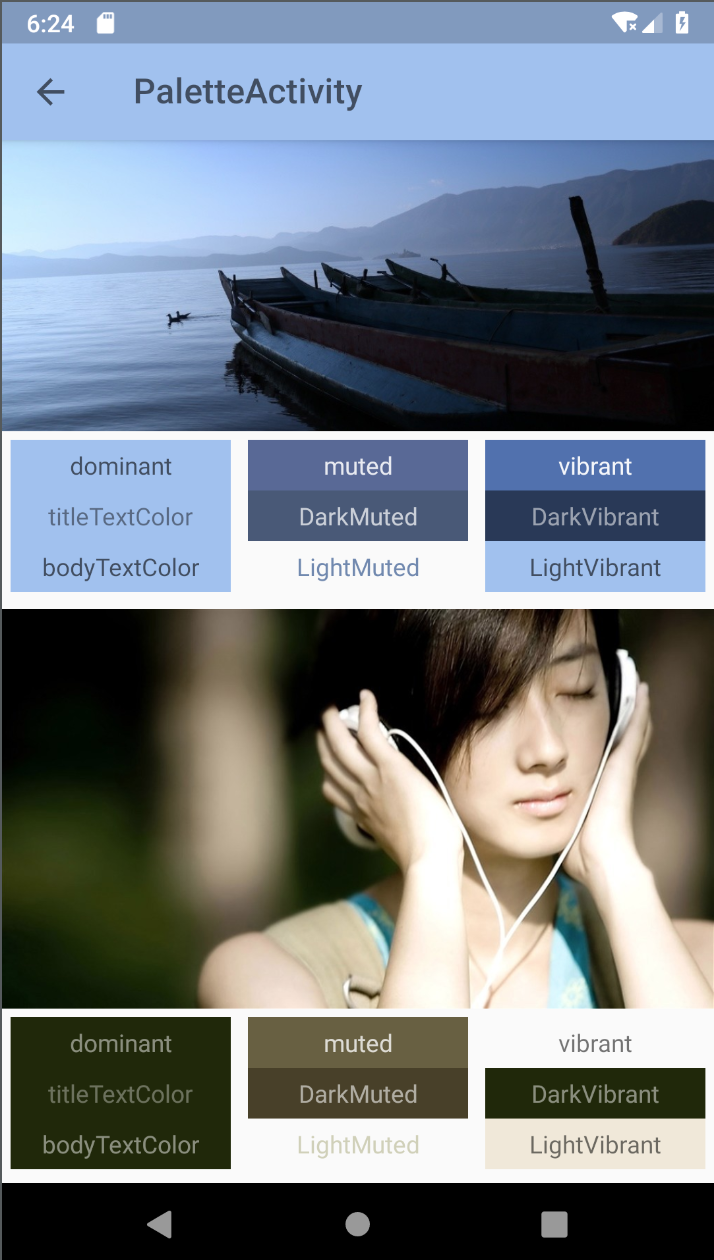 6:24
PaletteActivity
dominant muted vibrant
titleTextColor DarkMuted DarkVibrant
bodyTextColor LightMuted LightVibrant
dominant muted vibrant
titleTextColor DarkMuted DarkVibrant
bodyTextColor LightMuted LightVibrant